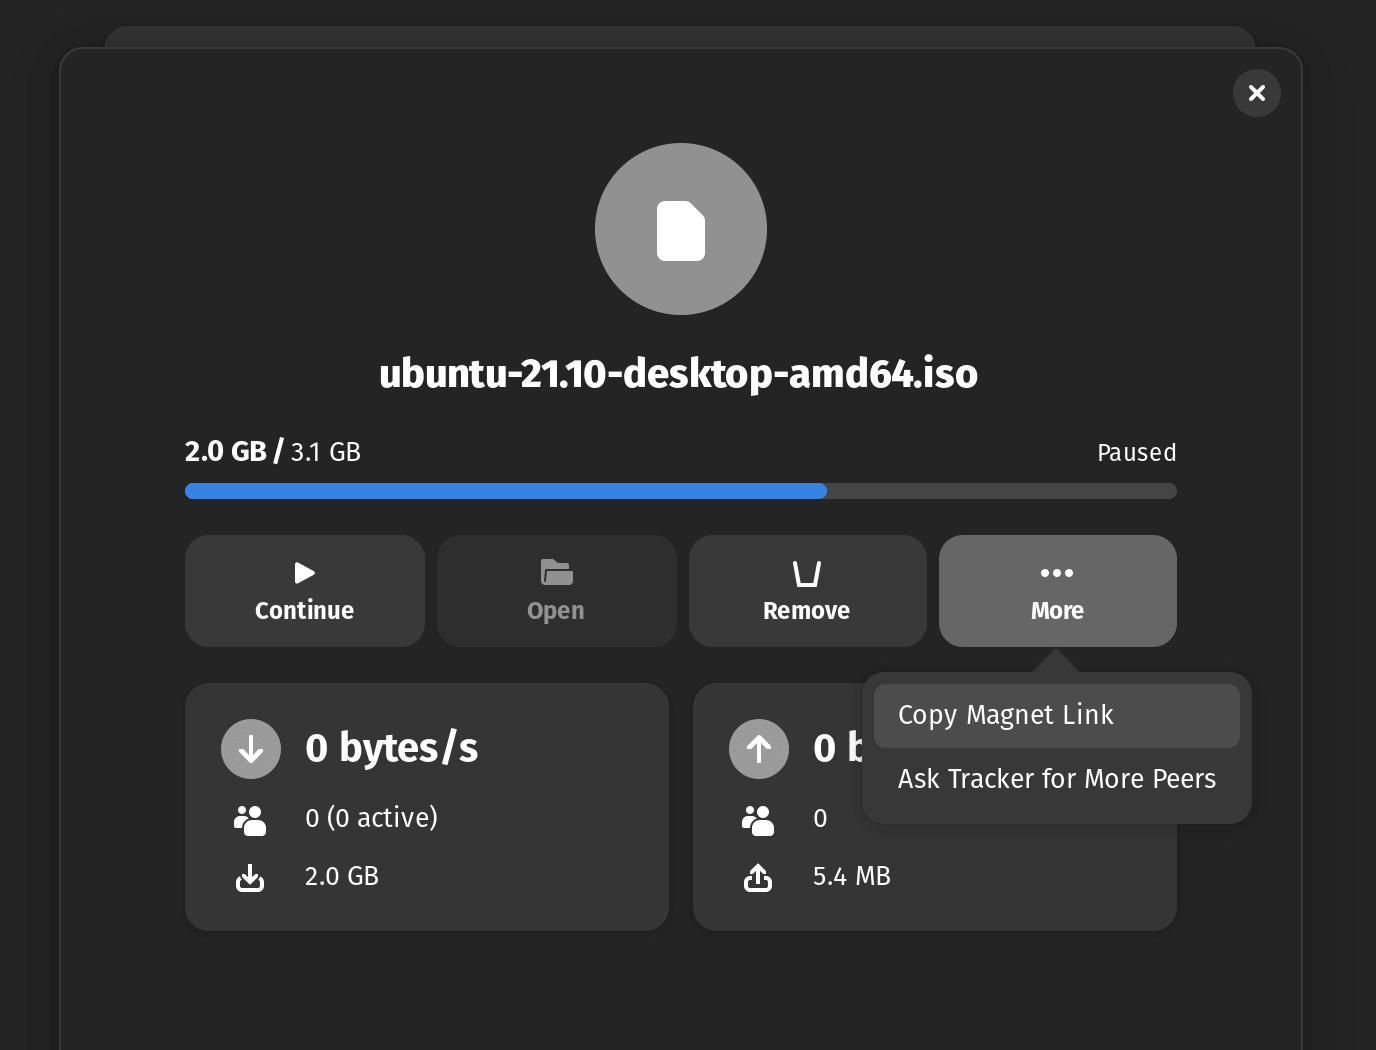 ubuntu-21.10-desktop-amd64.iso
2.0 GB / 3.1 GB
Paused
Continue
Open
Remove
More
Copy Magnet Link
Ask Tracker for More Peers
0 bytes/s
0 (0 active)
2.0 GB
0
0
5.4 MB